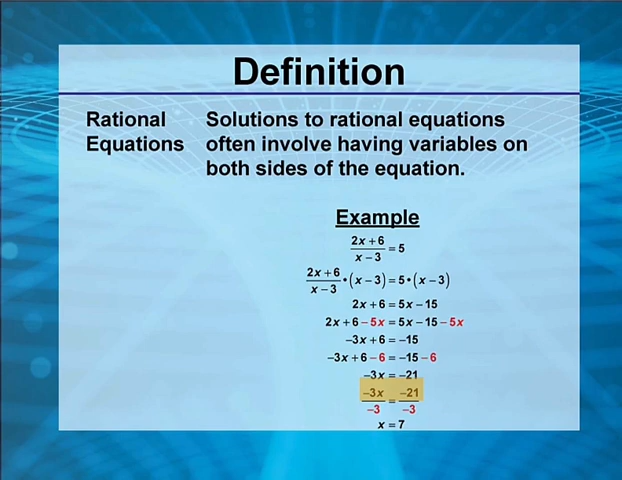 Definition
Rational Equations
Solutions to rational equations
often involve having variables on
both sides of the equation.
Example
(2x + 6)/(x – 3) = 5
(2x + 6)/(x – 3) • (x – 3) = 5 • (x – 3)
2x + 6 = 5x – 15
2x + 6 – 5x = 5x – 15 – 5x
–3x + 6 = –15
–3x + 6 – 6 = –15 – 6
–3x = –21
–3x/–3 = –21/–3
x = 7